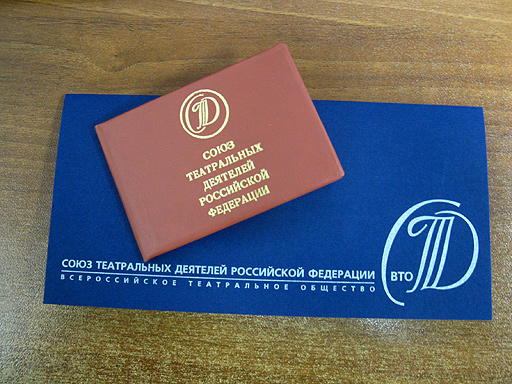 СОЮЗ
ТЕАТРАЛЬНЫХ
ДЕЯТЕЛЕЙ
РОССИЙСКОЙ
ФЕДЕРАЦИИ
СОЮЗ ТЕАТРАЛЬНЫХ ДЕЯТЕЛЕЙ РОССИЙСКОЙ ФЕДЕРАЦИИ
ВСЕРОССИЙСКОЕ ТЕАТРАЛЬНОЕ ОБЩЕСТВО
ВТО